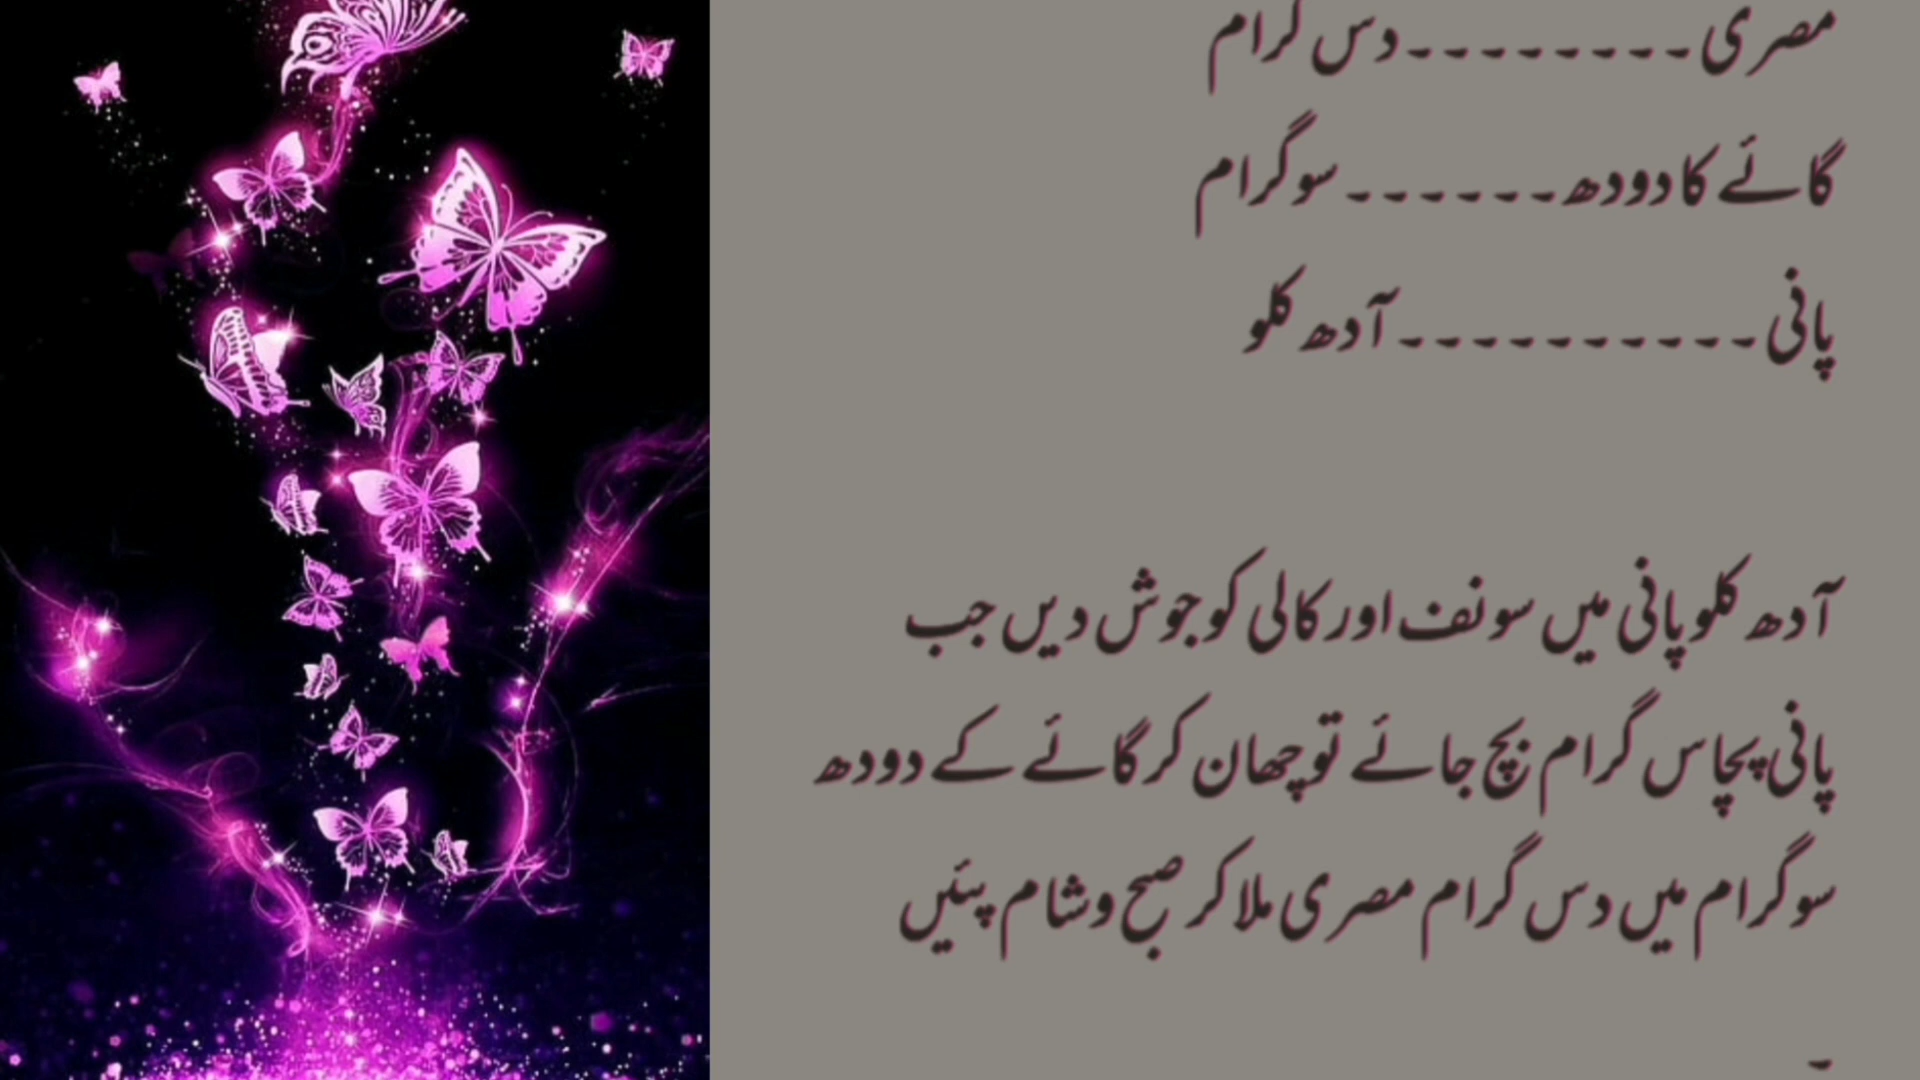 مصری ۔۔۔۔۔۔۔۔ دس گرام
گائے کا دودھ ۔۔۔۔۔۔ سو گرام
پانی ۔۔۔۔۔۔۔۔۔۔ آدھ کلو
آدھ کلو پانی میں سونف اور کالی کو جوش دیں جب
پانی پچاس گرام بچ جائے تو چھان کر گائے کے دودھ
سو گرام میں دس گرام مصری ملا کر صبح و شام پئیں
۔